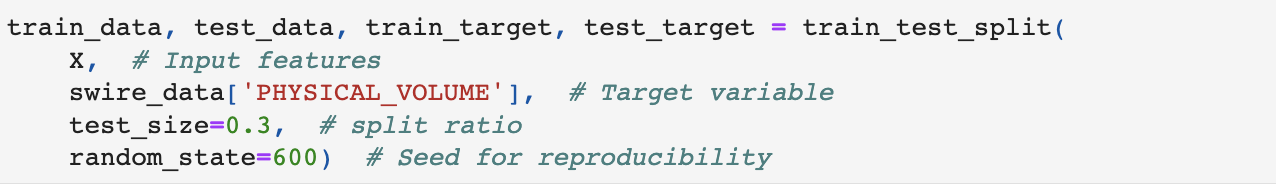 train_data, test_data, train_target, test_target = train_test_split(
    X,  # Input features
    swire_data['PHYSICAL_VOLUME'],  # Target variable
    test_size=0.3,  # split ratio
    random_state=600)  # Seed for reproducibility